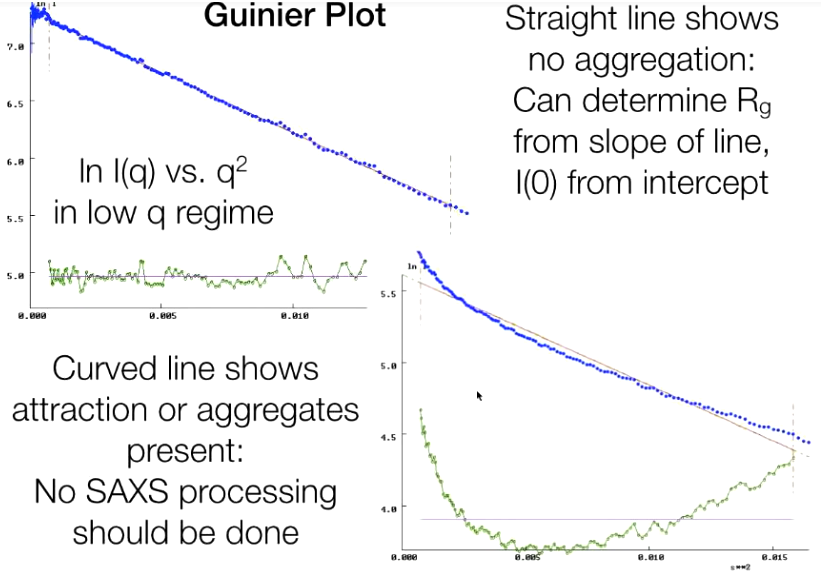 Guinier Plot
Straight line shows
no aggregation:
Can determine Rg
from slope of line,
I(0) from intercept
ln I(q) vs. q²
in low q regime
7.0
6.5
6.0
5.5
5.0
0.000
0.005
0.010
Curved line shows
attraction or aggregates
present:
No SAXS processing
should be done
ln
5.5
5.0
4.5
4.0
0.000
0.005
0.010
0.015
s**2